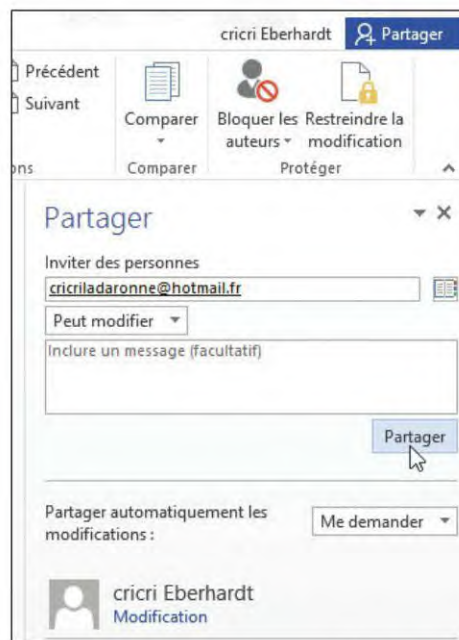 cricri Eberhardt Partager
Précédent
Suivant
Comparer
Bloquer les auteurs
Restreindre la modification
ons
Comparer
Protéger
Partager
Inviter des personnes
cricriladaronne@hotmail.fr
Peut modifier
Inclure un message (facultatif)
Partager
Partager automatiquement les
modifications :
Me demander
cricri Eberhardt
Modification